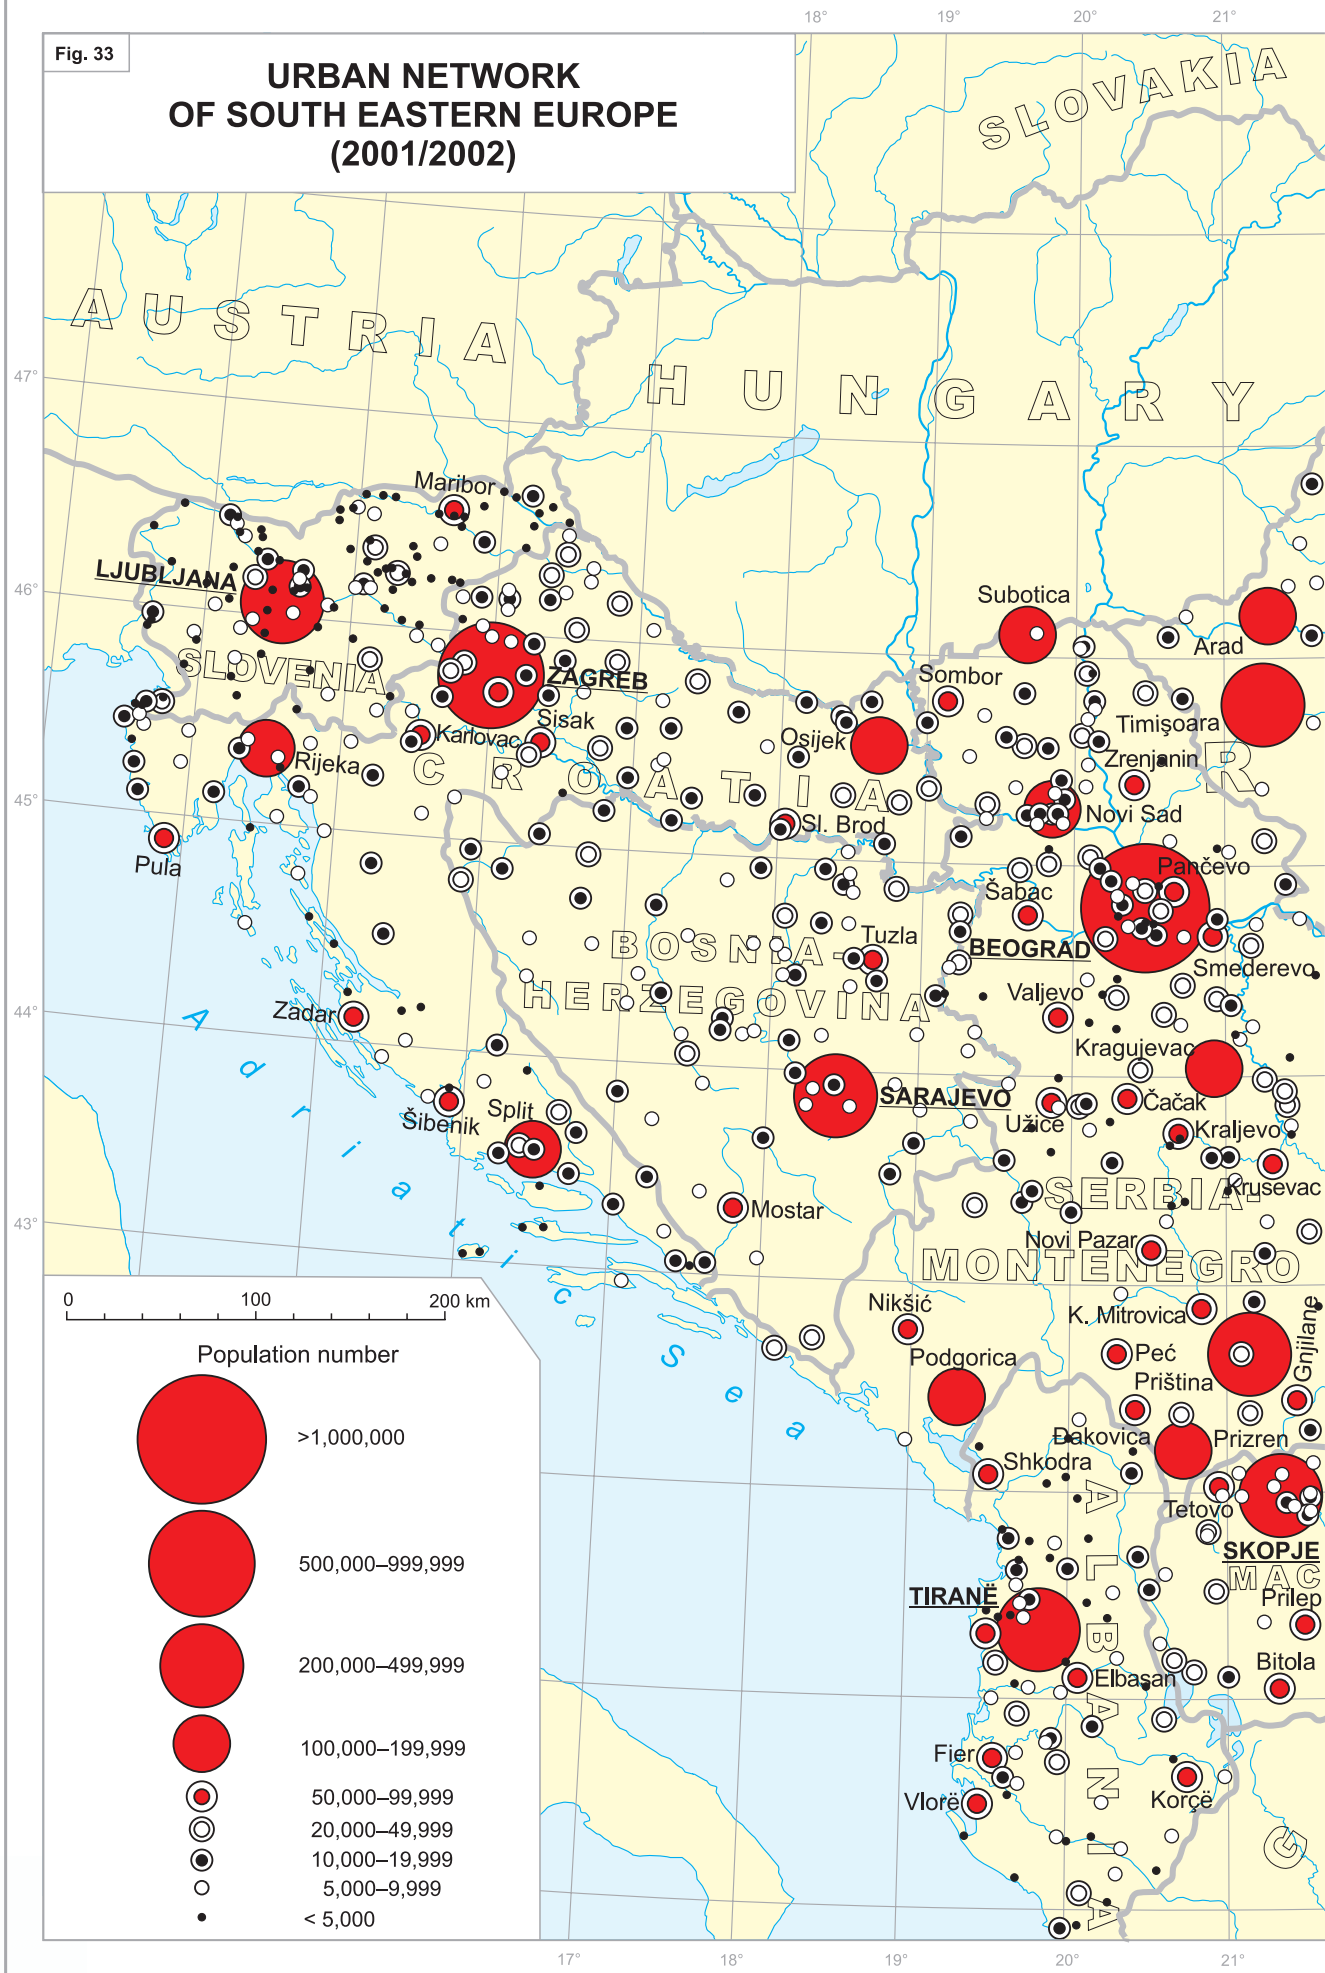 18°
19°
20°
21°
Fig. 33
URBAN NETWORK
OF SOUTH EASTERN EUROPE
(2001/2002)
SLOVAKIA
AUSTRIA
HUNGARY
47°
Maribor
LJUBLJANA
46°
SLOVENIA
Subotica
Arad
Sombor
ZAGREB
Timişoara
R
Sisak
Karlovac
Osijek
Rijeka
Zrenjanin
CROATIA
45°
Novi Sad
Sl. Brod
Pula
Pančevo
Šabac
Tuzla
BOSNIA-
BEOGRAD
Smederevo
HERZEGOVINA
44°
Valjevo
Zadar
Adriatic Sea
Kragujevac
SARAJEVO
Čačak
Šibenik
Split
Užice
Kraljevo
Krusevac
SERBIA-
43°
Mostar
Novi Pazar
MONTENEGRO
0
100
200 km
Nikšić
K. Mitrovica
Gnjilane
Population number
Podgorica
Peć
Priština
>1,000,000
Đakovica
Prizren
Shkodra
Tetovo
ALBANIA
500,000–999,999
SKOPJE
MAC
TIRANË
Prilep
200,000–499,999
Elbasan
Bitola
100,000–199,999
Fier
50,000–99,999
Vlorë
Korçë
20,000–49,999
G
10,000–19,999
5,000–9,999
< 5,000
17°
18°
19°
20°
21°